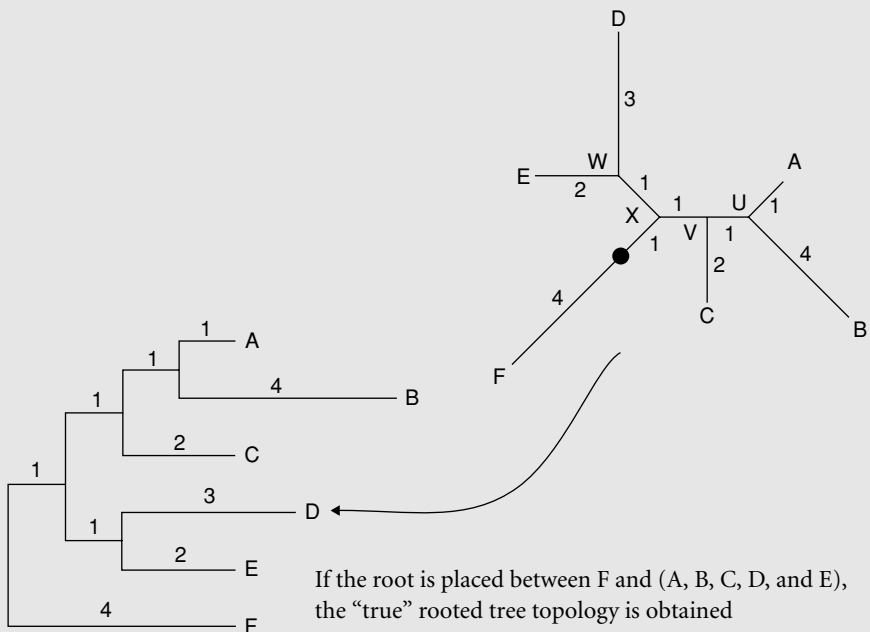 D
3
A
W
E
1
2
U
X
1
1
V
1
1
2
4
4
C
B
F
1
A
1
4
B
1
2
C
1
3
D
1
2
E
4
F
If the root is placed between F and (A, B, C, D, and E),
the “true” rooted tree topology is obtained